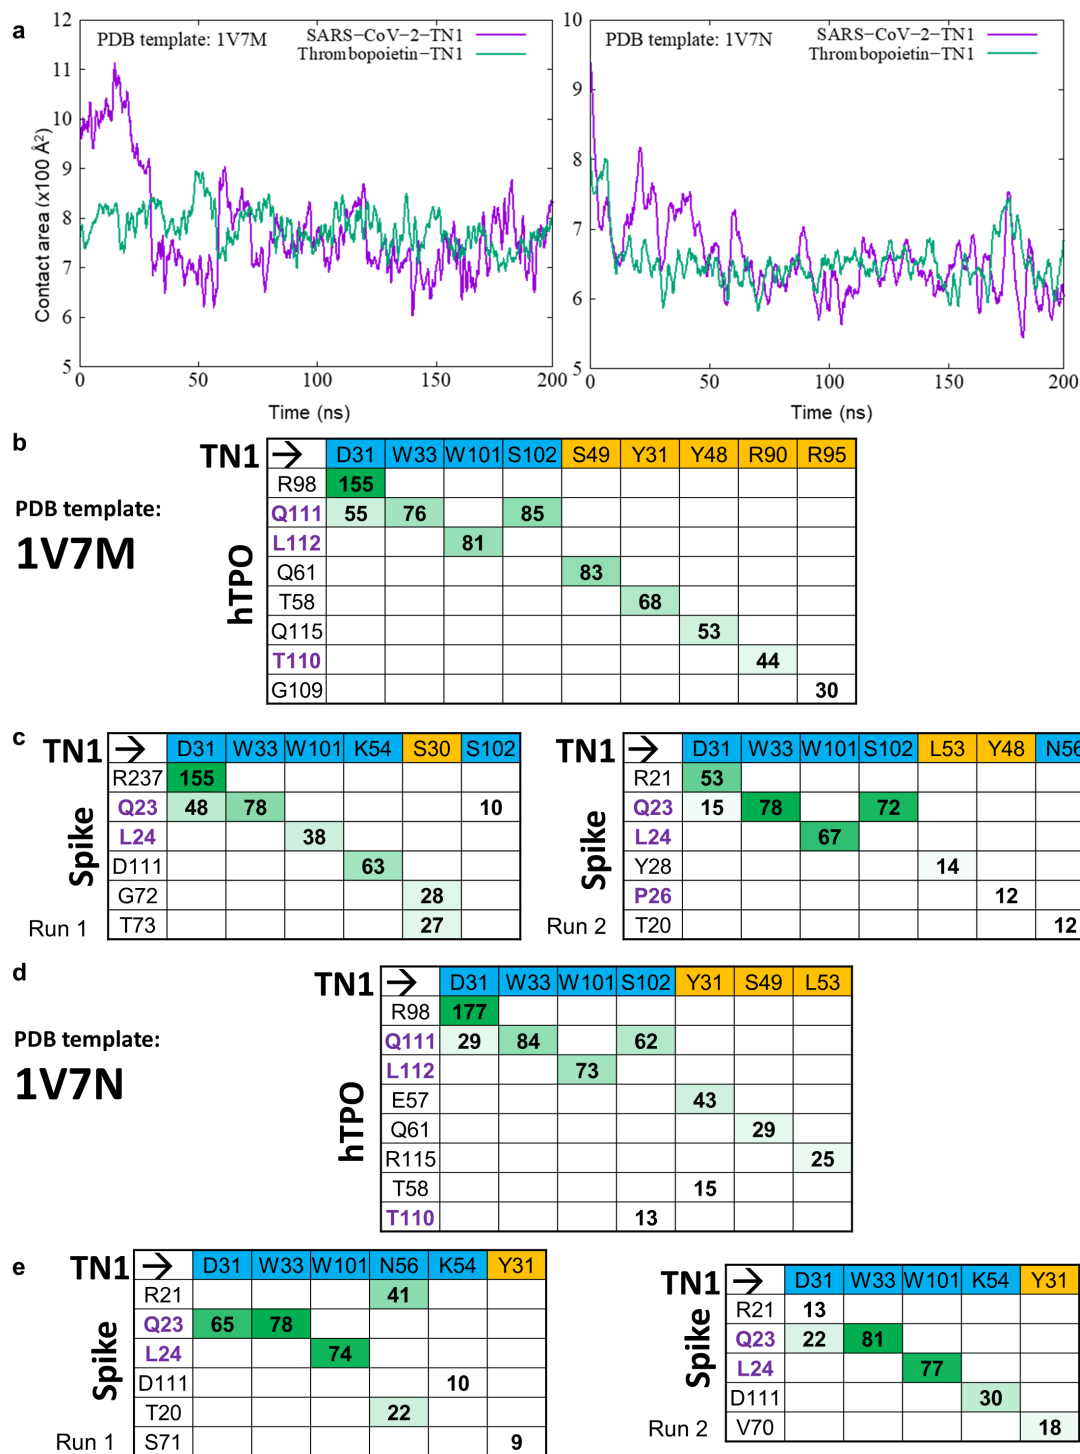 a
12
11
10
9
8
7
6
5
Contact area (x100 Å²)
PDB template: 1V7M
SARS−CoV−2−TN1
Thrombopoietin−TN1
0 50 100 150 200
Time (ns)
10
9
8
7
6
5
PDB template: 1V7N
SARS−CoV−2−TN1
Thrombopoietin−TN1
0 50 100 150 200
Time (ns)
b
PDB template:
1V7M
TN1 → D31 W33 W101 S102 S49 Y31 Y48 R90 R95
hTPO
R98 155
Q111 55 76 85
L112 81
Q61 83
T58 68
Q115 53
T110 44
G109 30
c
TN1 → D31 W33 W101 K54 S30 S102
Spike
R237 155
Q23 48 78 10
L24 38
D111 63
G72 28
T73 27
Run 1
TN1 → D31 W33 W101 S102 L53 Y48 N56
Spike
R21 53
Q23 15 78 72
L24 67
Y28 14
P26 12
T20 12
Run 2
d
PDB template:
1V7N
TN1 → D31 W33 W101 S102 Y31 S49 L53
hTPO
R98 177
Q111 29 84 62
L112 73
E57 43
Q61 29
R115 25
T58 15
T110 13
e
TN1 → D31 W33 W101 N56 K54 Y31
Spike
R21 41
Q23 65 78
L24 74
D111 10
T20 22
S71 9
Run 1
TN1 → D31 W33 W101 K54 Y31
Spike
R21 13
Q23 22 81
L24 77
D111 30
V70 18
Run 2